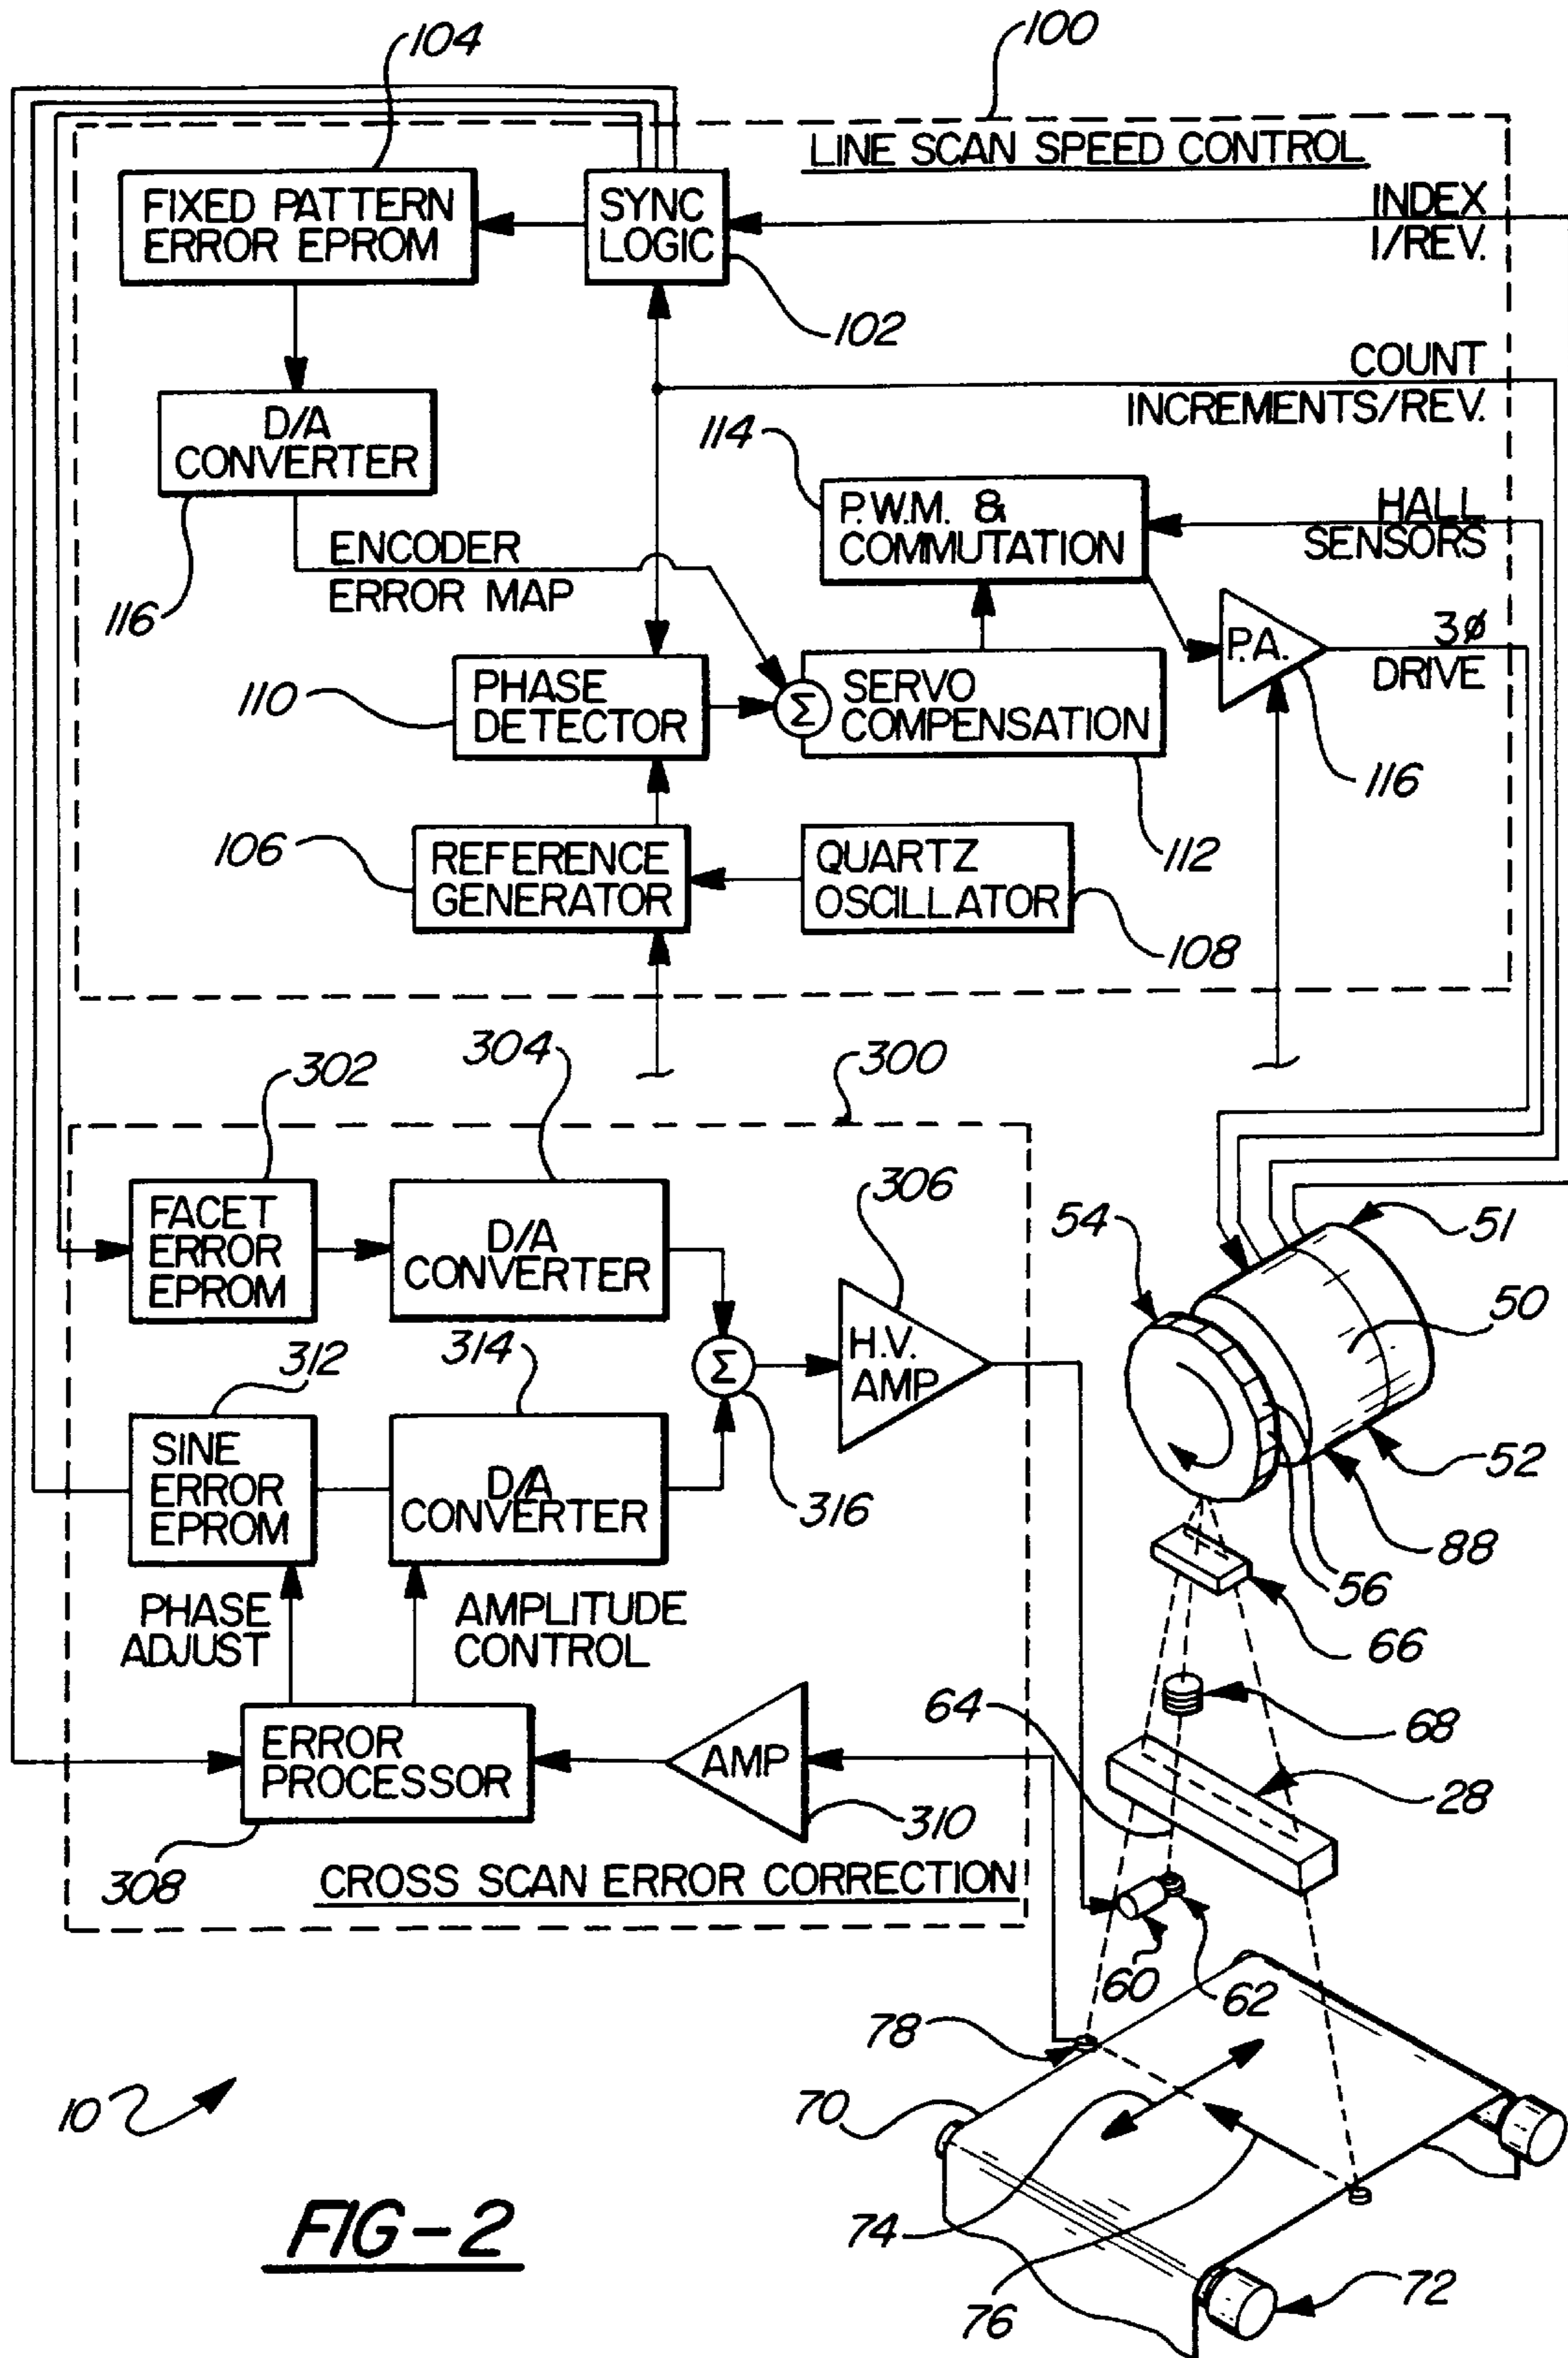 104
100
LINE SCAN SPEED CONTROL
FIXED PATTERN
ERROR EPROM
SYNC
LOGIC
INDEX
1/REV.
102
COUNT
INCREMENTS/REV.
D/A
CONVERTER
114
P.W.M. &
COMMUTATION
HALL
SENSORS
ENCODER
ERROR MAP
116
P.A.
3ø
DRIVE
110
PHASE
DETECTOR
Σ
SERVO
COMPENSATION
116
106
REFERENCE
GENERATOR
QUARTZ
OSCILLATOR
112
108
302
304
300
306
FACET
ERROR
EPROM
D/A
CONVERTER
54
51
50
312
314
Σ
H.V.
AMP
SINE
ERROR
EPROM
D/A
CONVERTER
316
52
88
56
66
PHASE
ADJUST
AMPLITUDE
CONTROL
64
68
ERROR
PROCESSOR
AMP
28
308
310
CROSS SCAN ERROR CORRECTION
60
62
78
10
70
74
76
72
FIG-2